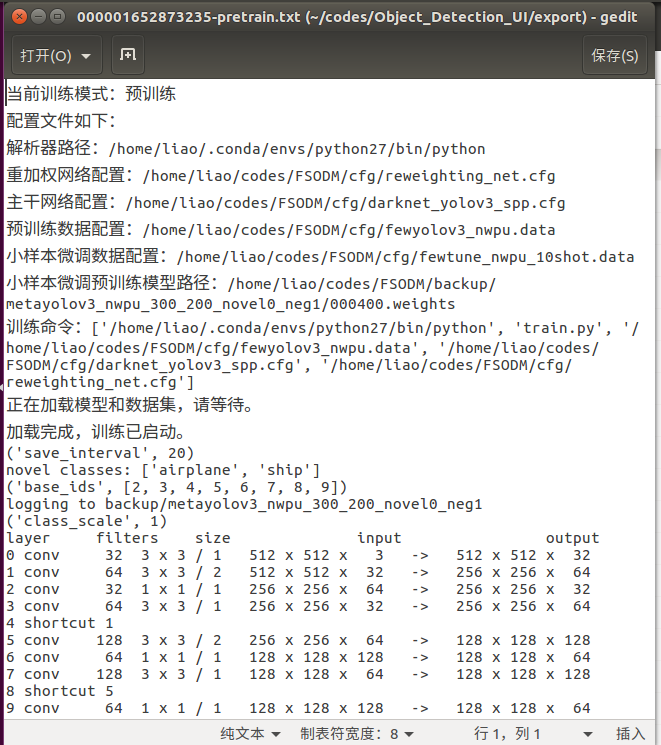 000001652873235-pretrain.txt (~/codes/Object_Detection_UI/export) - gedit
打开(O) 保存(S)
当前训练模式：预训练
配置文件如下：
解析器路径：/home/liao/.conda/envs/python27/bin/python
重加权网络配置：/home/liao/codes/FSODM/cfg/reweighting_net.cfg
主干网络配置：/home/liao/codes/FSODM/cfg/darknet_yolov3_spp.cfg
预训练数据配置：/home/liao/codes/FSODM/cfg/fewyolov3_nwpu.data
小样本微调数据配置：/home/liao/codes/FSODM/cfg/fewtune_nwpu_10shot.data
小样本微调预训练模型路径：/home/liao/codes/FSODM/backup/
metayolov3_nwpu_300_200_novel0_neg1/000400.weights
训练命令：['/home/liao/.conda/envs/python27/bin/python', 'train.py', '/
home/liao/codes/FSODM/cfg/fewyolov3_nwpu.data', '/home/liao/codes/
FSODM/cfg/darknet_yolov3_spp.cfg', '/home/liao/codes/FSODM/cfg/
reweighting_net.cfg']
正在加载模型和数据集，请等待。
加载完成，训练已启动。
('save_interval', 20)
novel classes: ['airplane', 'ship']
('base_ids', [2, 3, 4, 5, 6, 7, 8, 9])
logging to backup/metayolov3_nwpu_300_200_novel0_neg1
('class_scale', 1)
layer     filters    size              input                output
0 conv     32  3 x 3 / 1   512 x 512 x   3   ->   512 x 512 x  32
1 conv     64  3 x 3 / 2   512 x 512 x  32   ->   256 x 256 x  64
2 conv     32  1 x 1 / 1   256 x 256 x  64   ->   256 x 256 x  32
3 conv     64  3 x 3 / 1   256 x 256 x  32   ->   256 x 256 x  64
4 shortcut 1
5 conv    128  3 x 3 / 2   256 x 256 x  64   ->   128 x 128 x 128
6 conv     64  1 x 1 / 1   128 x 128 x 128   ->   128 x 128 x  64
7 conv    128  3 x 3 / 1   128 x 128 x  64   ->   128 x 128 x 128
8 shortcut 5
9 conv     64  1 x 1 / 1   128 x 128 x 128   ->   128 x 128 x  64
纯文本 制表符宽度：8 行 1，列 1 插入